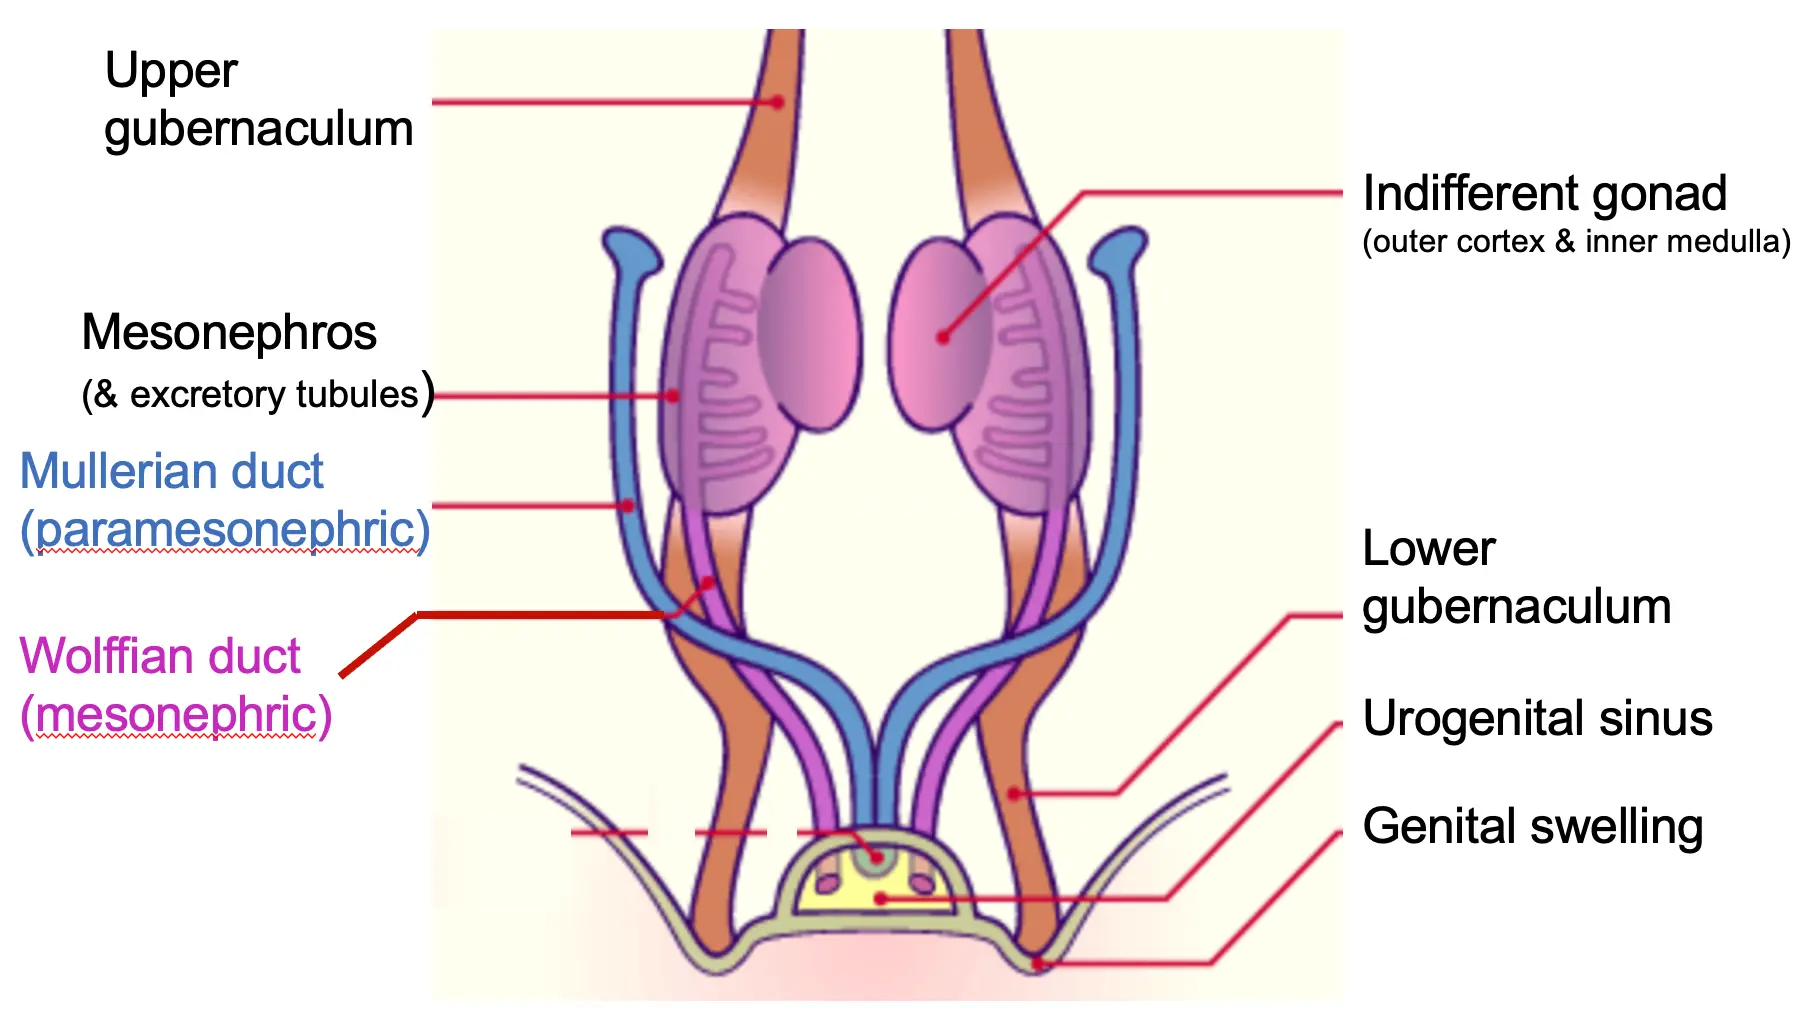 Upper
gubernaculum
Mesonephros
(& excretory tubules)
Mullerian duct
(paramesonephric)
Wolffian duct
(mesonephric)
Indifferent gonad
(outer cortex & inner medulla)
Lower
gubernaculum
Urogenital sinus
Genital swelling